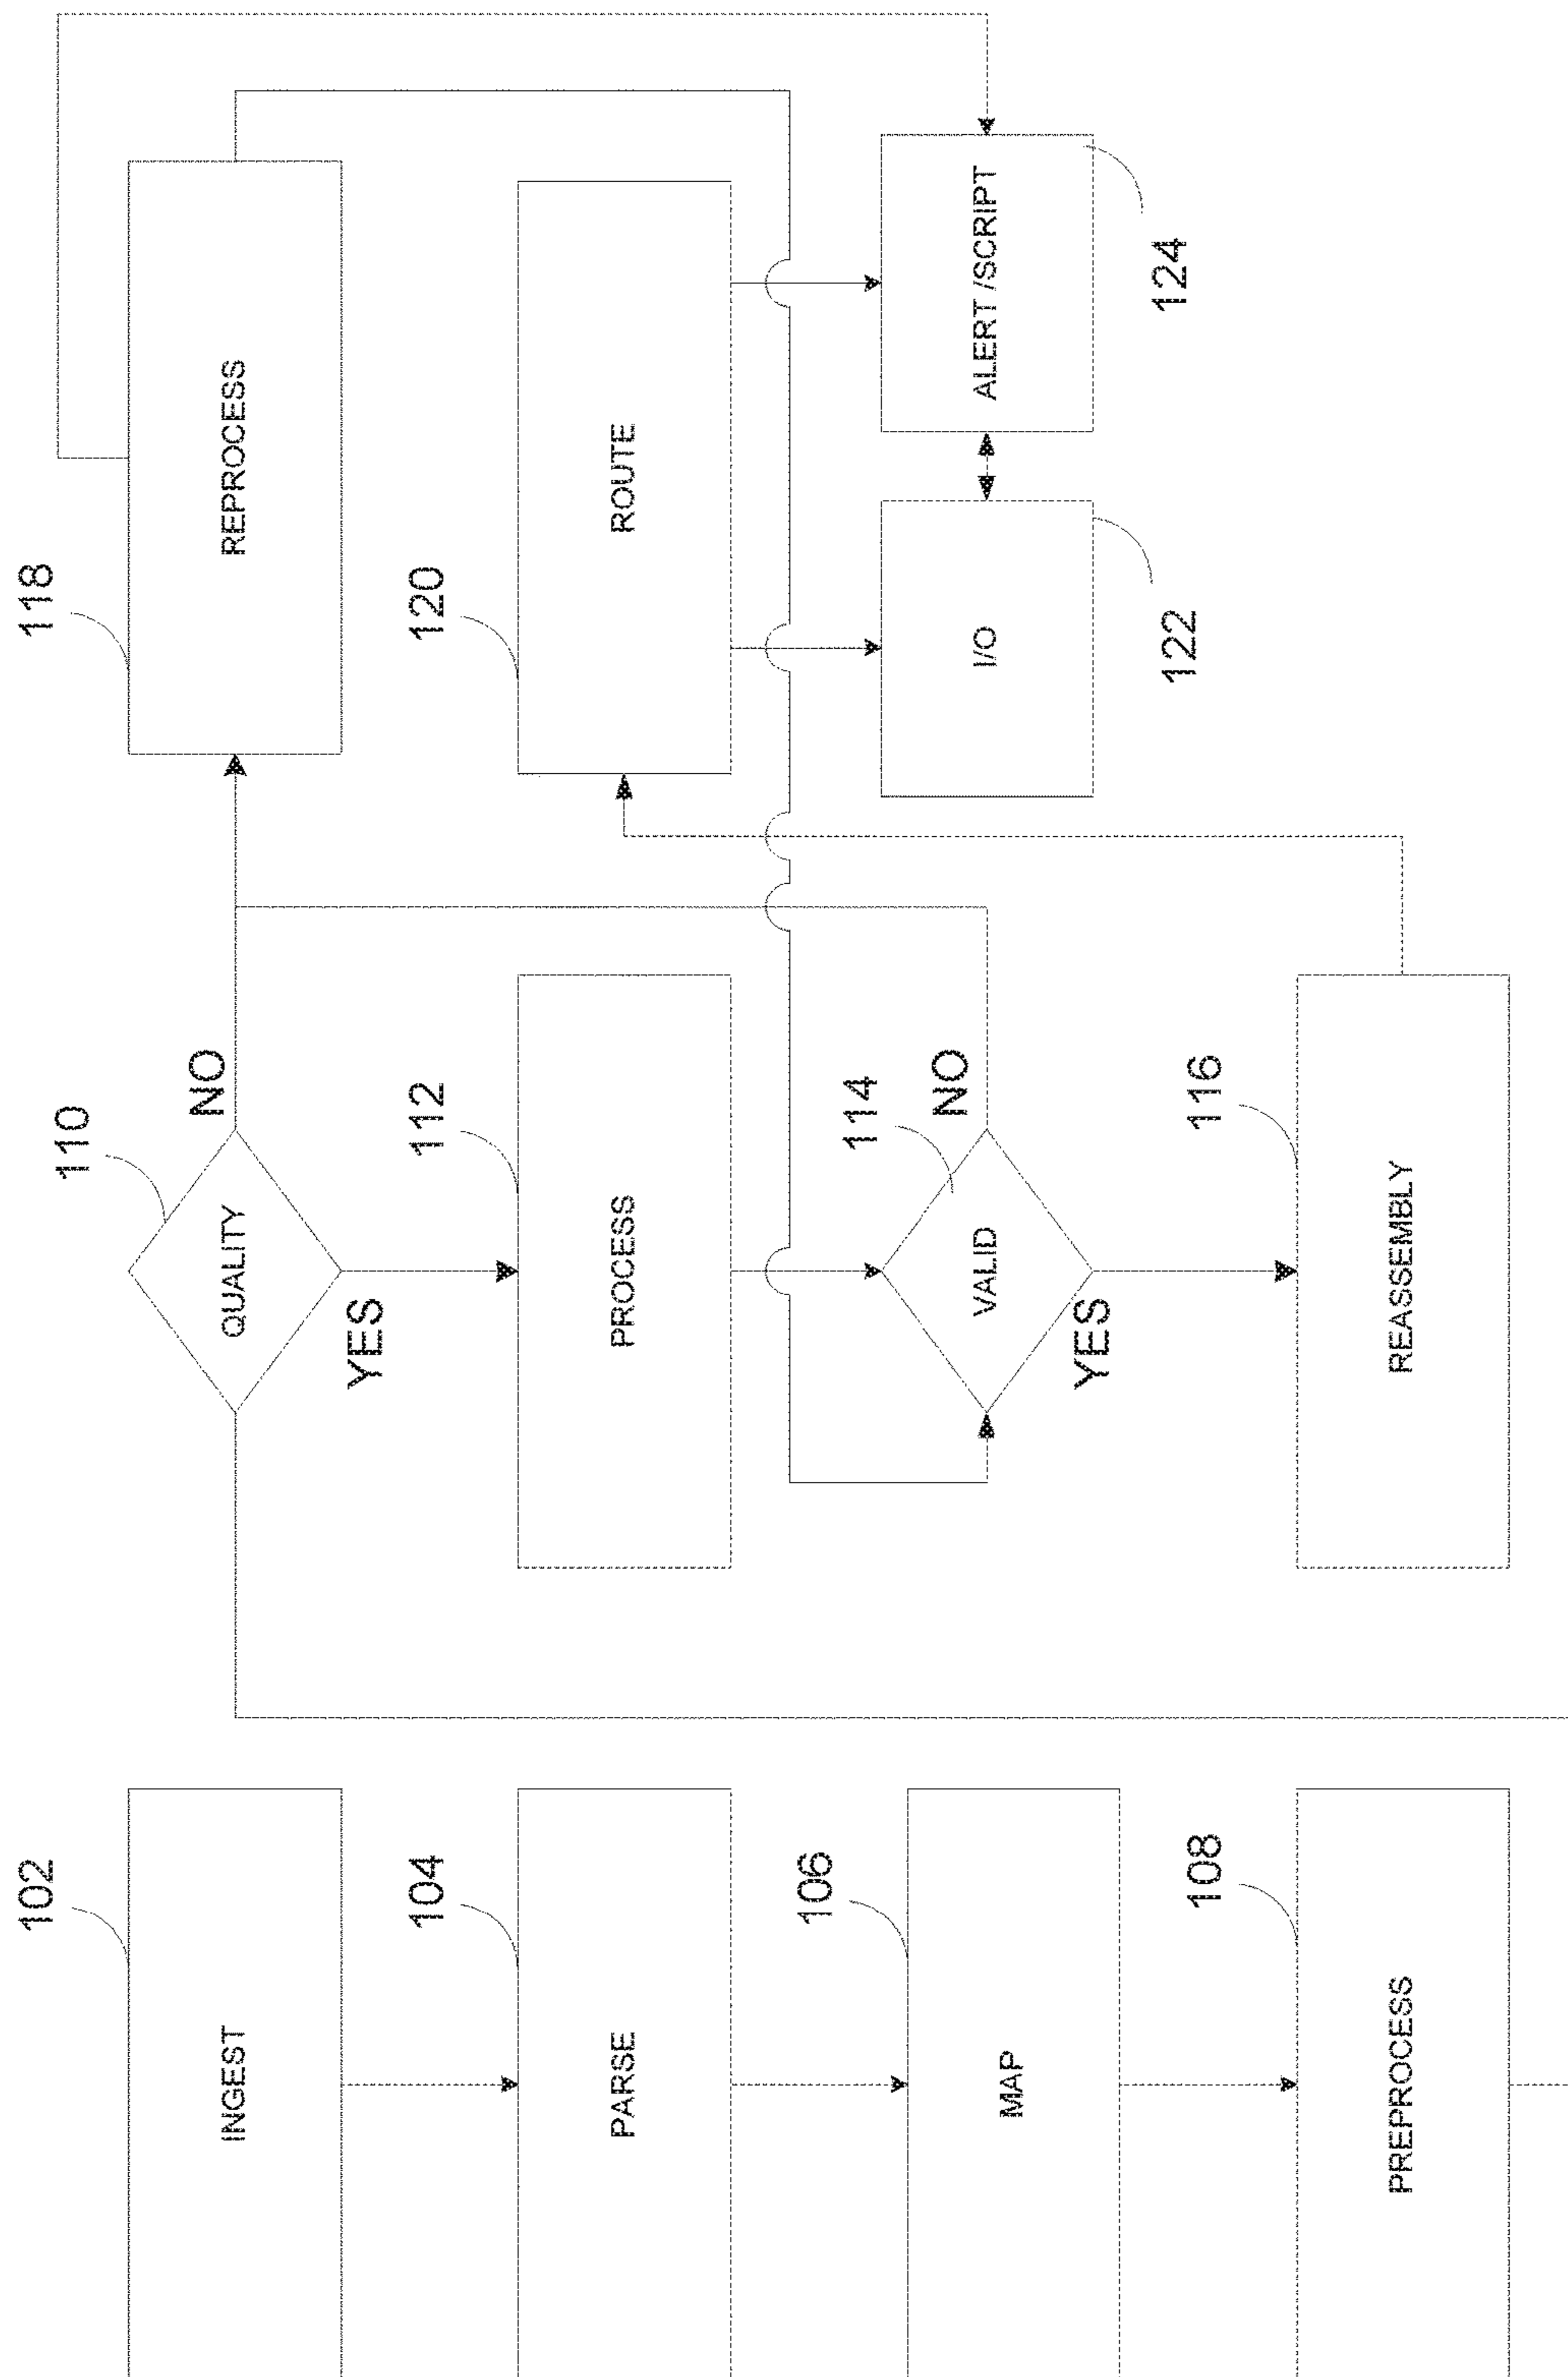 102
INGEST
104
PARSE
106
MAP
108
PREPROCESS
110
QUALITY
NO
YES
112
PROCESS
114
VALID
NO
YES
116
REASSEMBLY
118
REPROCESS
120
ROUTE
I/O
122
ALERT /SCRIPT
124